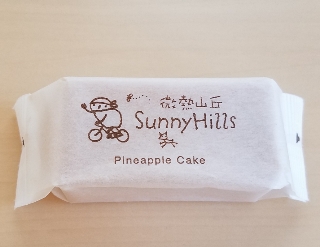 微熱山丘
SunnyHills
Pineapple Cake